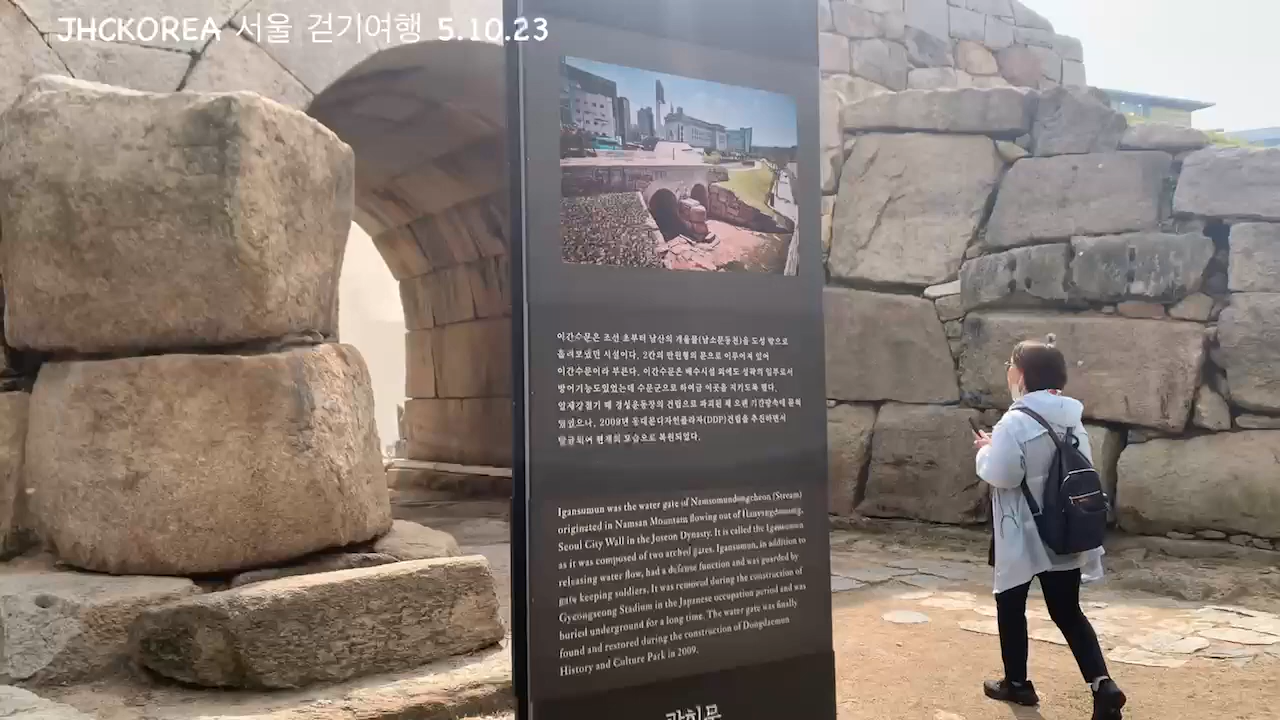 JHCKOREA 서울 걷기여행 5.10.23
이간수문은 조선 초부터 남산의 개울물(남소문동천)을 도성 밖으로
흘려보냈던 시설이다. 2칸의 반원형의 문으로 이루어져 있어
이간수문이라 부른다. 이간수문은 배수시설 외에도 성곽의 일부로서
방어기능도있었는데 수문군으로 하여금 이곳을 지키도록 했다.
일제강점기 때 경성운동장의 건립으로 파괴된 채 오랜 기간땅속에 묻혀
있었으나, 2009년 동대문디자인플라자(DDP)건립을 추진하면서
발굴되어 현재의 모습으로 복원되었다.
Igansumun was the water gate of Namsomundongcheon (Stream)
originated in Namsan Mountain flowing out of Hanyangdoseong,
Seoul City Wall in the Joseon Dynasty. It is called the Igansumun
as it was composed of two arched gates. Igansumun, in addition to
releasing water flow, had a defense function and was guarded by
gate keeping soldiers. It was removed during the construction of
Gyeongseong Stadium in the Japanese occupation period and was
buried underground for a long time. The water gate was finally
found and restored during the construction of Dongdaemun
History and Culture Park in 2009.
광희문